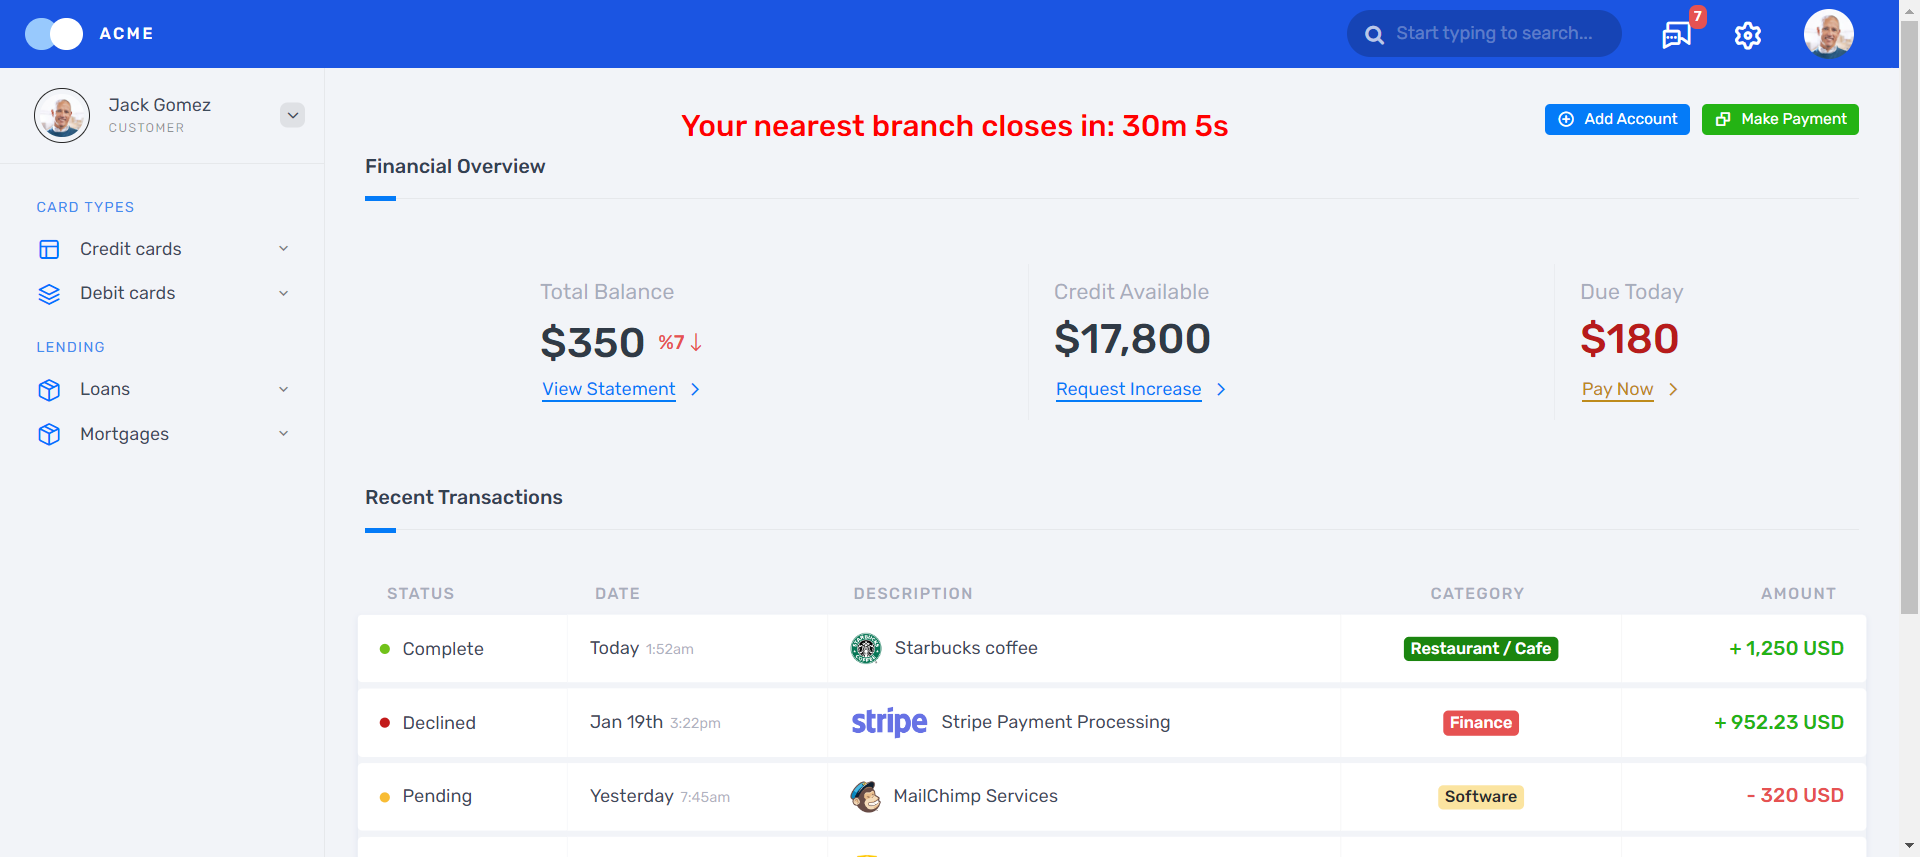 ACME
Start typing to search...
7
Jack Gomez
CUSTOMER
Your nearest branch closes in: 30m 5s
Add Account
Make Payment
Financial Overview
CARD TYPES
Credit cards
Debit cards
LENDING
Loans
Mortgages
Total Balance
$350 %7
View Statement
Credit Available
$17,800
Request Increase
Due Today
$180
Pay Now
Recent Transactions
STATUS DATE DESCRIPTION CATEGORY AMOUNT
Complete Today 1:52am Starbucks coffee Restaurant / Cafe + 1,250 USD
Declined Jan 19th 3:22pm stripe Stripe Payment Processing Finance + 952.23 USD
Pending Yesterday 7:45am MailChimp Services Software - 320 USD